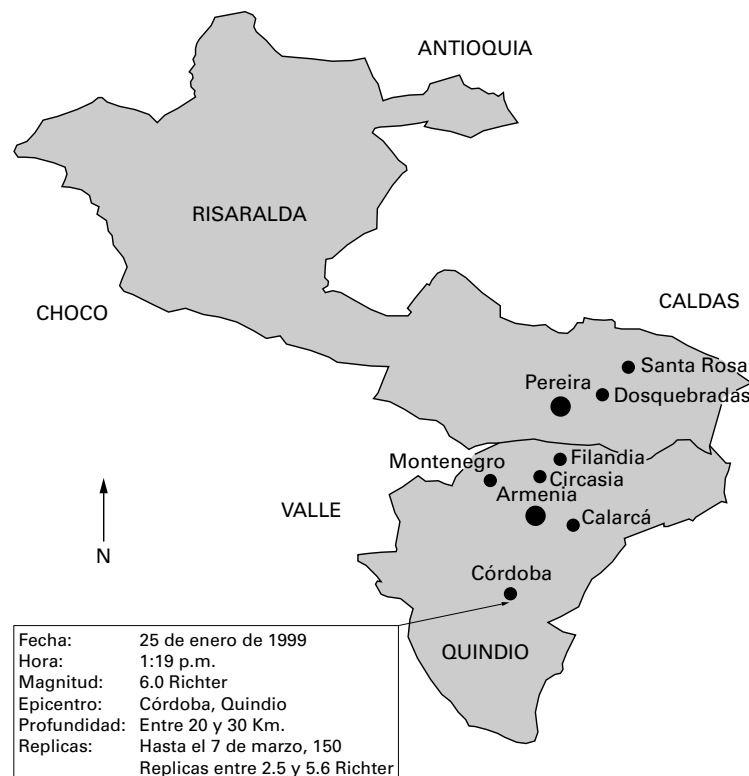 ANTIOQUIA
RISARALDA
CHOCO
CALDAS
Santa Rosa
Pereira
Dosquebradas
Filandia
Montenegro
Circasia
Armenia
VALLE
Calarcá
N
Córdoba
QUINDIO
Fecha: 25 de enero de 1999
Hora: 1:19 p.m.
Magnitud: 6.0 Richter
Epicentro: Córdoba, Quindio
Profundidad: Entre 20 y 30 Km.
Replicas: Hasta el 7 de marzo, 150
Replicas entre 2.5 y 5.6 Richter